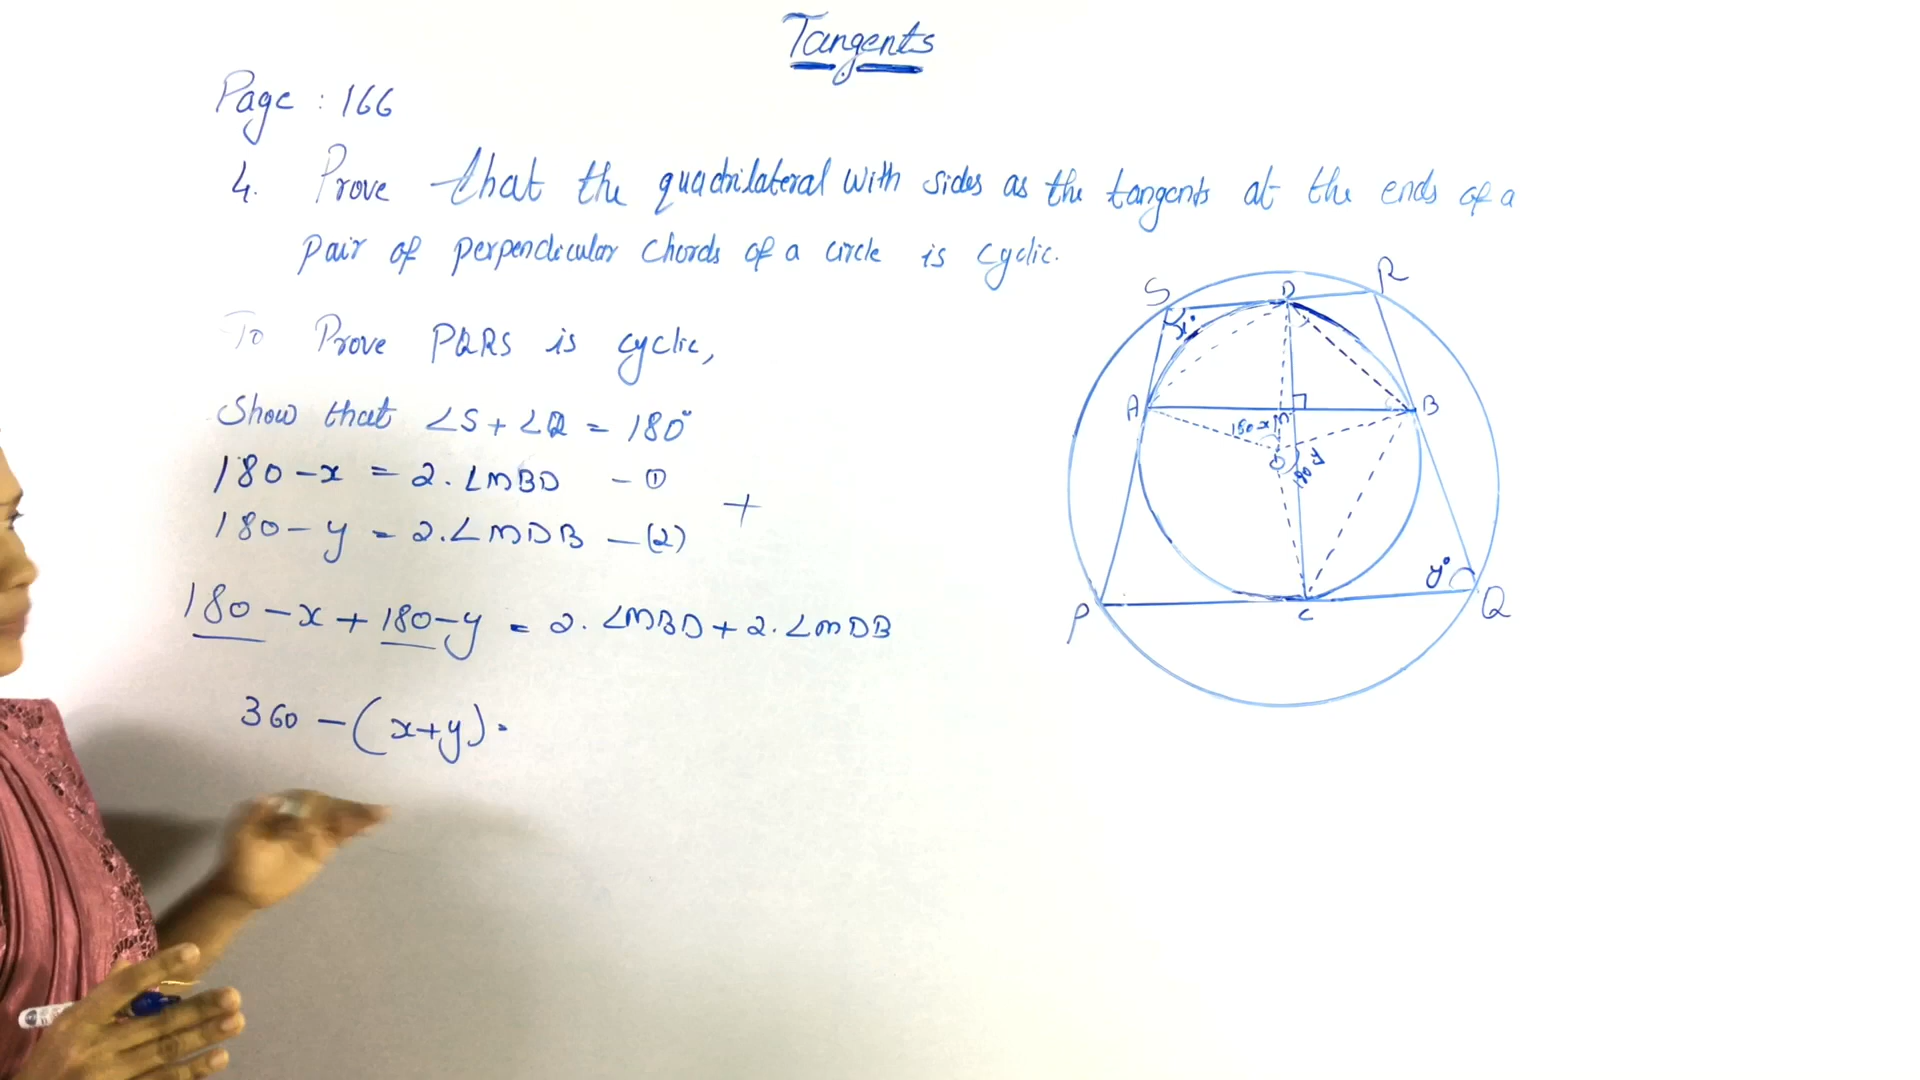 Tangents
Page : 166
4. Prove that the quadrilateral with sides as the tangents at the ends of a
pair of perpendicular chords of a circle is cyclic.
To Prove PQRS is cyclic,
Show that ∠S + ∠Q = 180°
180 - x = 2. ∠MBD - ①
180 - y = 2. ∠MDB - (2)
+
180 - x + 180 - y = 2. ∠MBD + 2. ∠MDB
360 - (x+y) =
S
D
R
x°
A
B
180-x
M
O
180-y
y°
P
C
Q